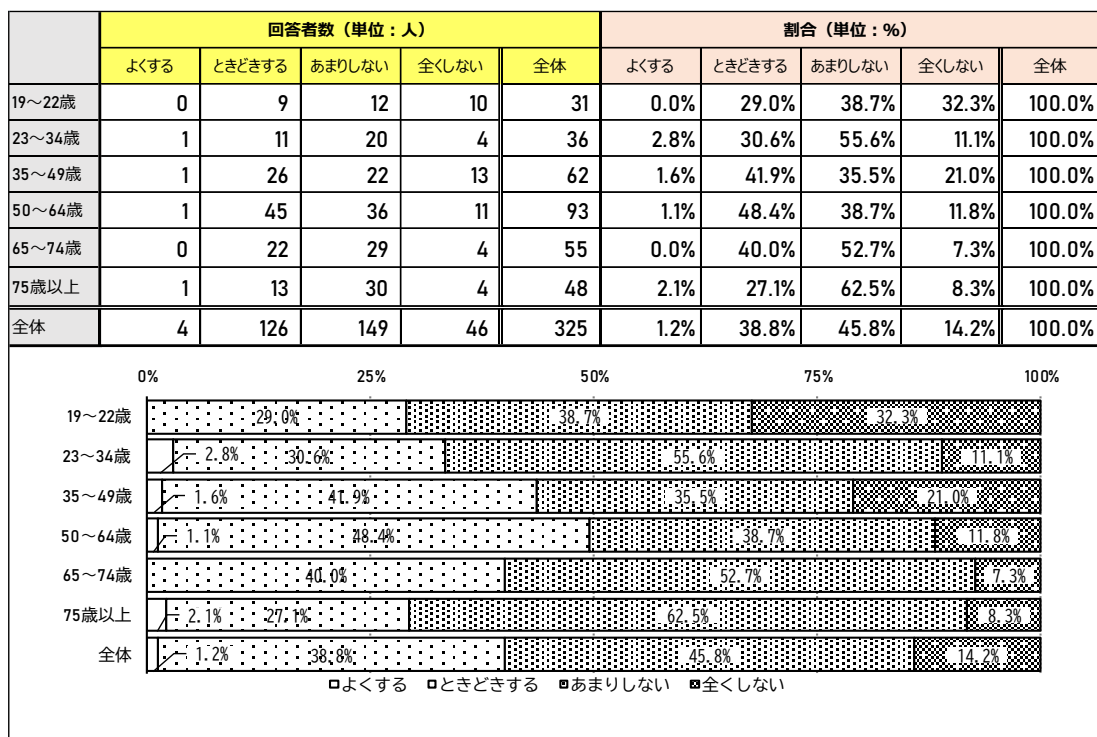 回答者数（単位：人） 割合（単位：%）
よくする ときどきする あまりしない 全くしない 全体 よくする ときどきする あまりしない 全くしない 全体
19～22歳 0 9 12 10 31 0.0% 29.0% 38.7% 32.3% 100.0%
23～34歳 1 11 20 4 36 2.8% 30.6% 55.6% 11.1% 100.0%
35～49歳 1 26 22 13 62 1.6% 41.9% 35.5% 21.0% 100.0%
50～64歳 1 45 36 11 93 1.1% 48.4% 38.7% 11.8% 100.0%
65～74歳 0 22 29 4 55 0.0% 40.0% 52.7% 7.3% 100.0%
75歳以上 1 13 30 4 48 2.1% 27.1% 62.5% 8.3% 100.0%
全体 4 126 149 46 325 1.2% 38.8% 45.8% 14.2% 100.0%
0% 25% 50% 75% 100%
19～22歳 29.0% 38.7% 32.3%
23～34歳 2.8% 30.6% 55.6% 11.1%
35～49歳 1.6% 41.9% 35.5% 21.0%
50～64歳 1.1% 48.4% 38.7% 11.8%
65～74歳 40.0% 52.7% 7.3%
75歳以上 2.1% 27.1% 62.5% 8.3%
全体 1.2% 38.8% 45.8% 14.2%
よくする ときどきする あまりしない 全くしない